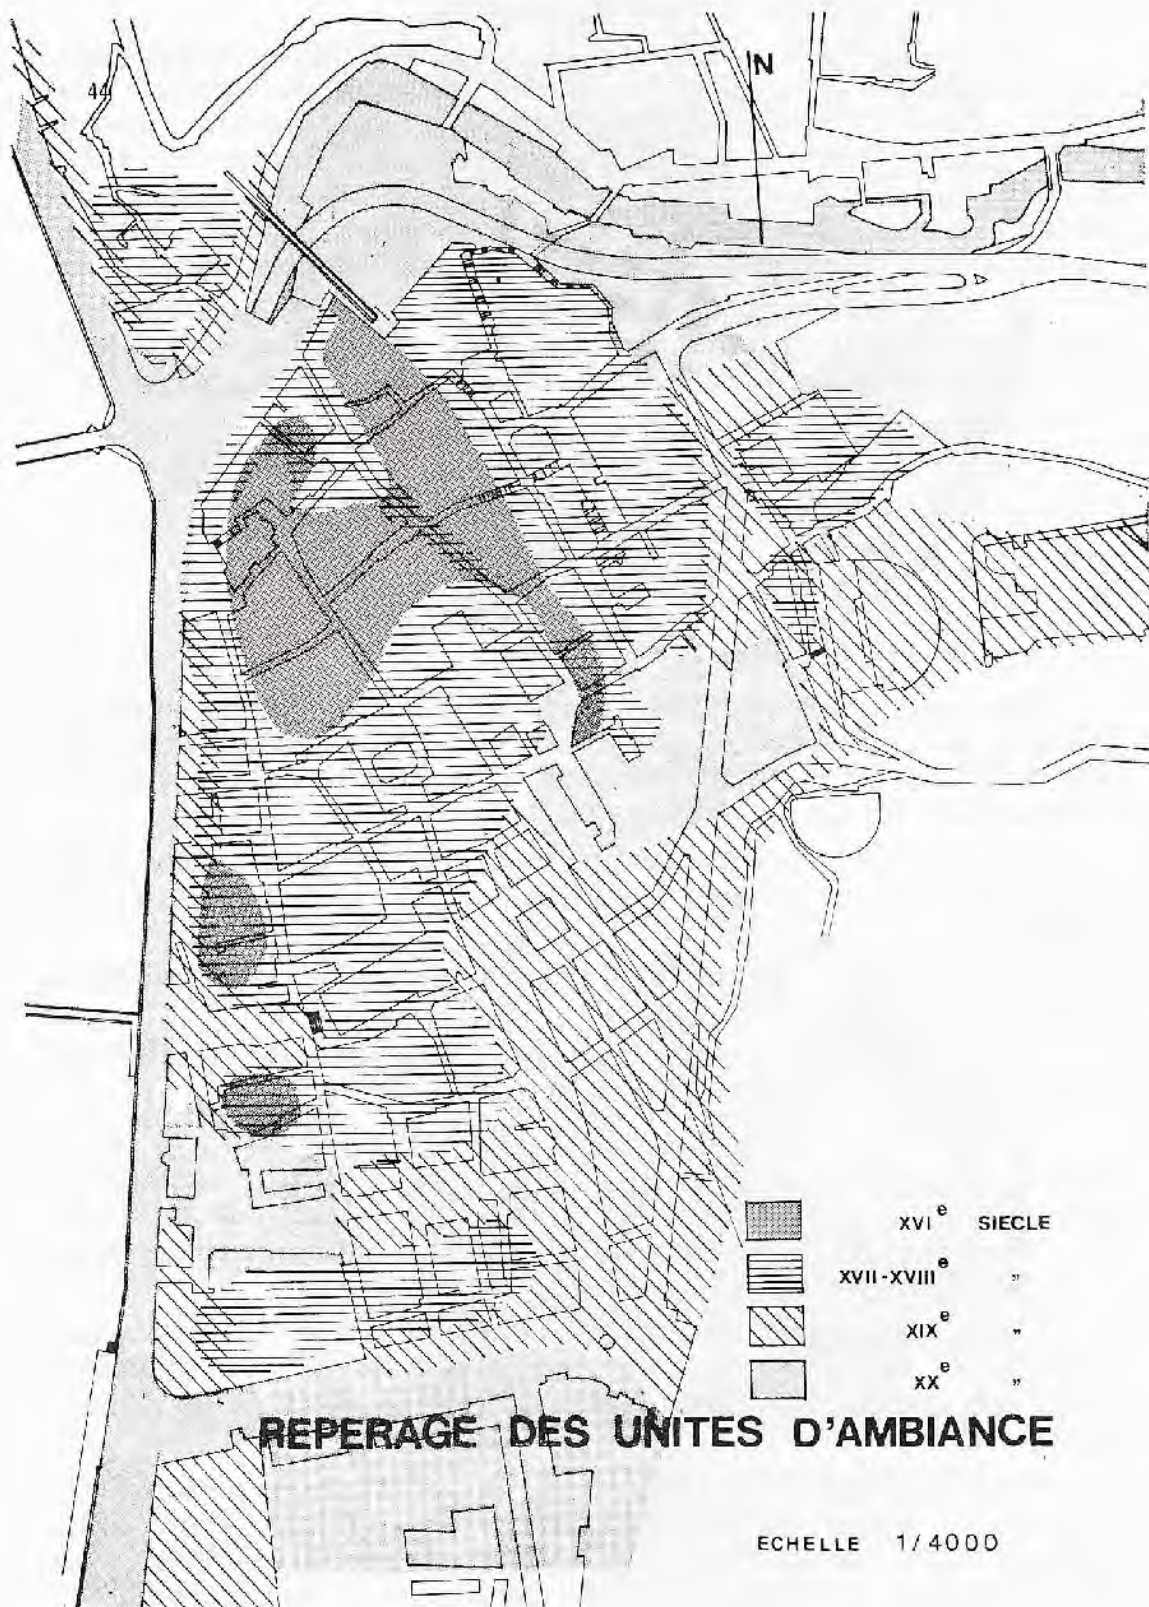 44
N
XVIe SIECLE
XVII-XVIIIe "
XIXe "
XXe "
REPERAGE DES UNITES D'AMBIANCE
ECHELLE 1/4000